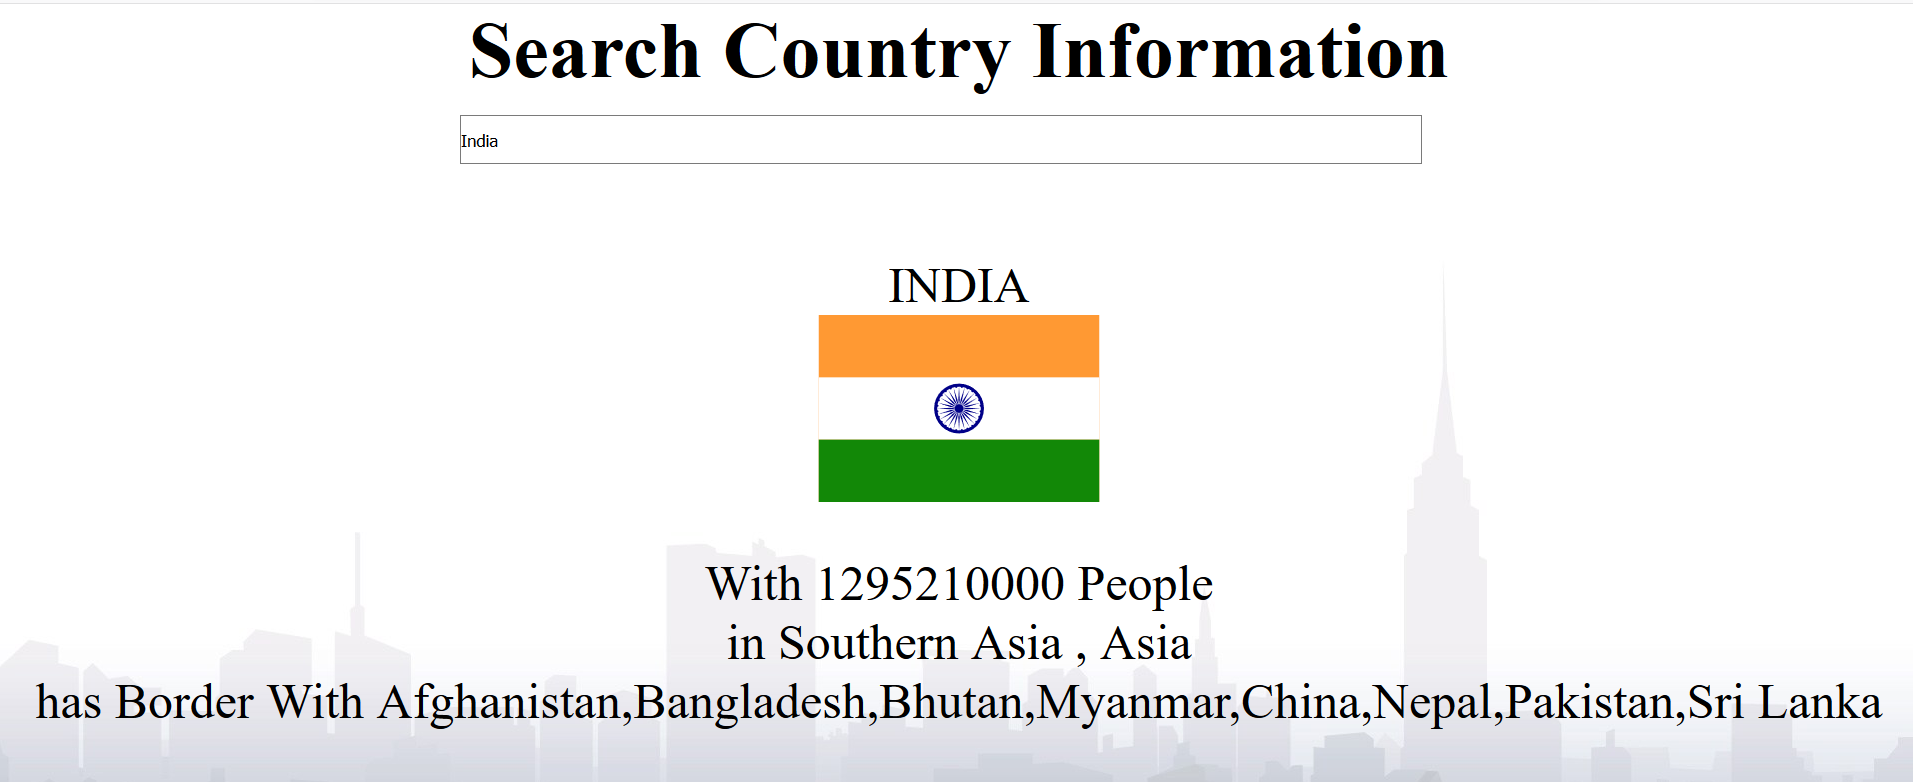 Search Country Information
India
INDIA
With 1295210000 People
in Southern Asia , Asia
has Border With Afghanistan,Bangladesh,Bhutan,Myanmar,China,Nepal,Pakistan,Sri Lanka